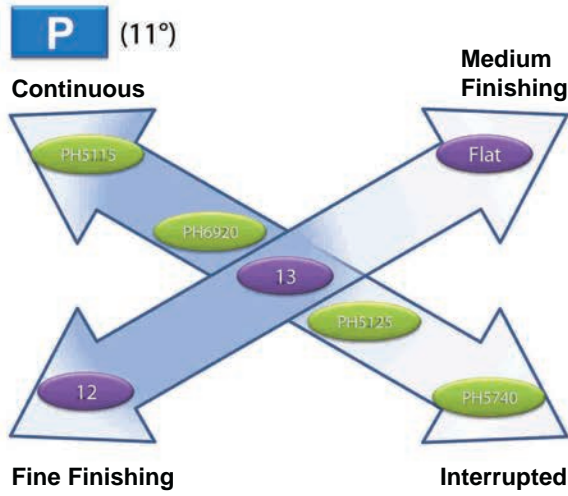 P (11°)
Medium
Continuous Finishing
PH5115
Flat
PH6920
13
PH5125
12
PH5740
Fine Finishing Interrupted